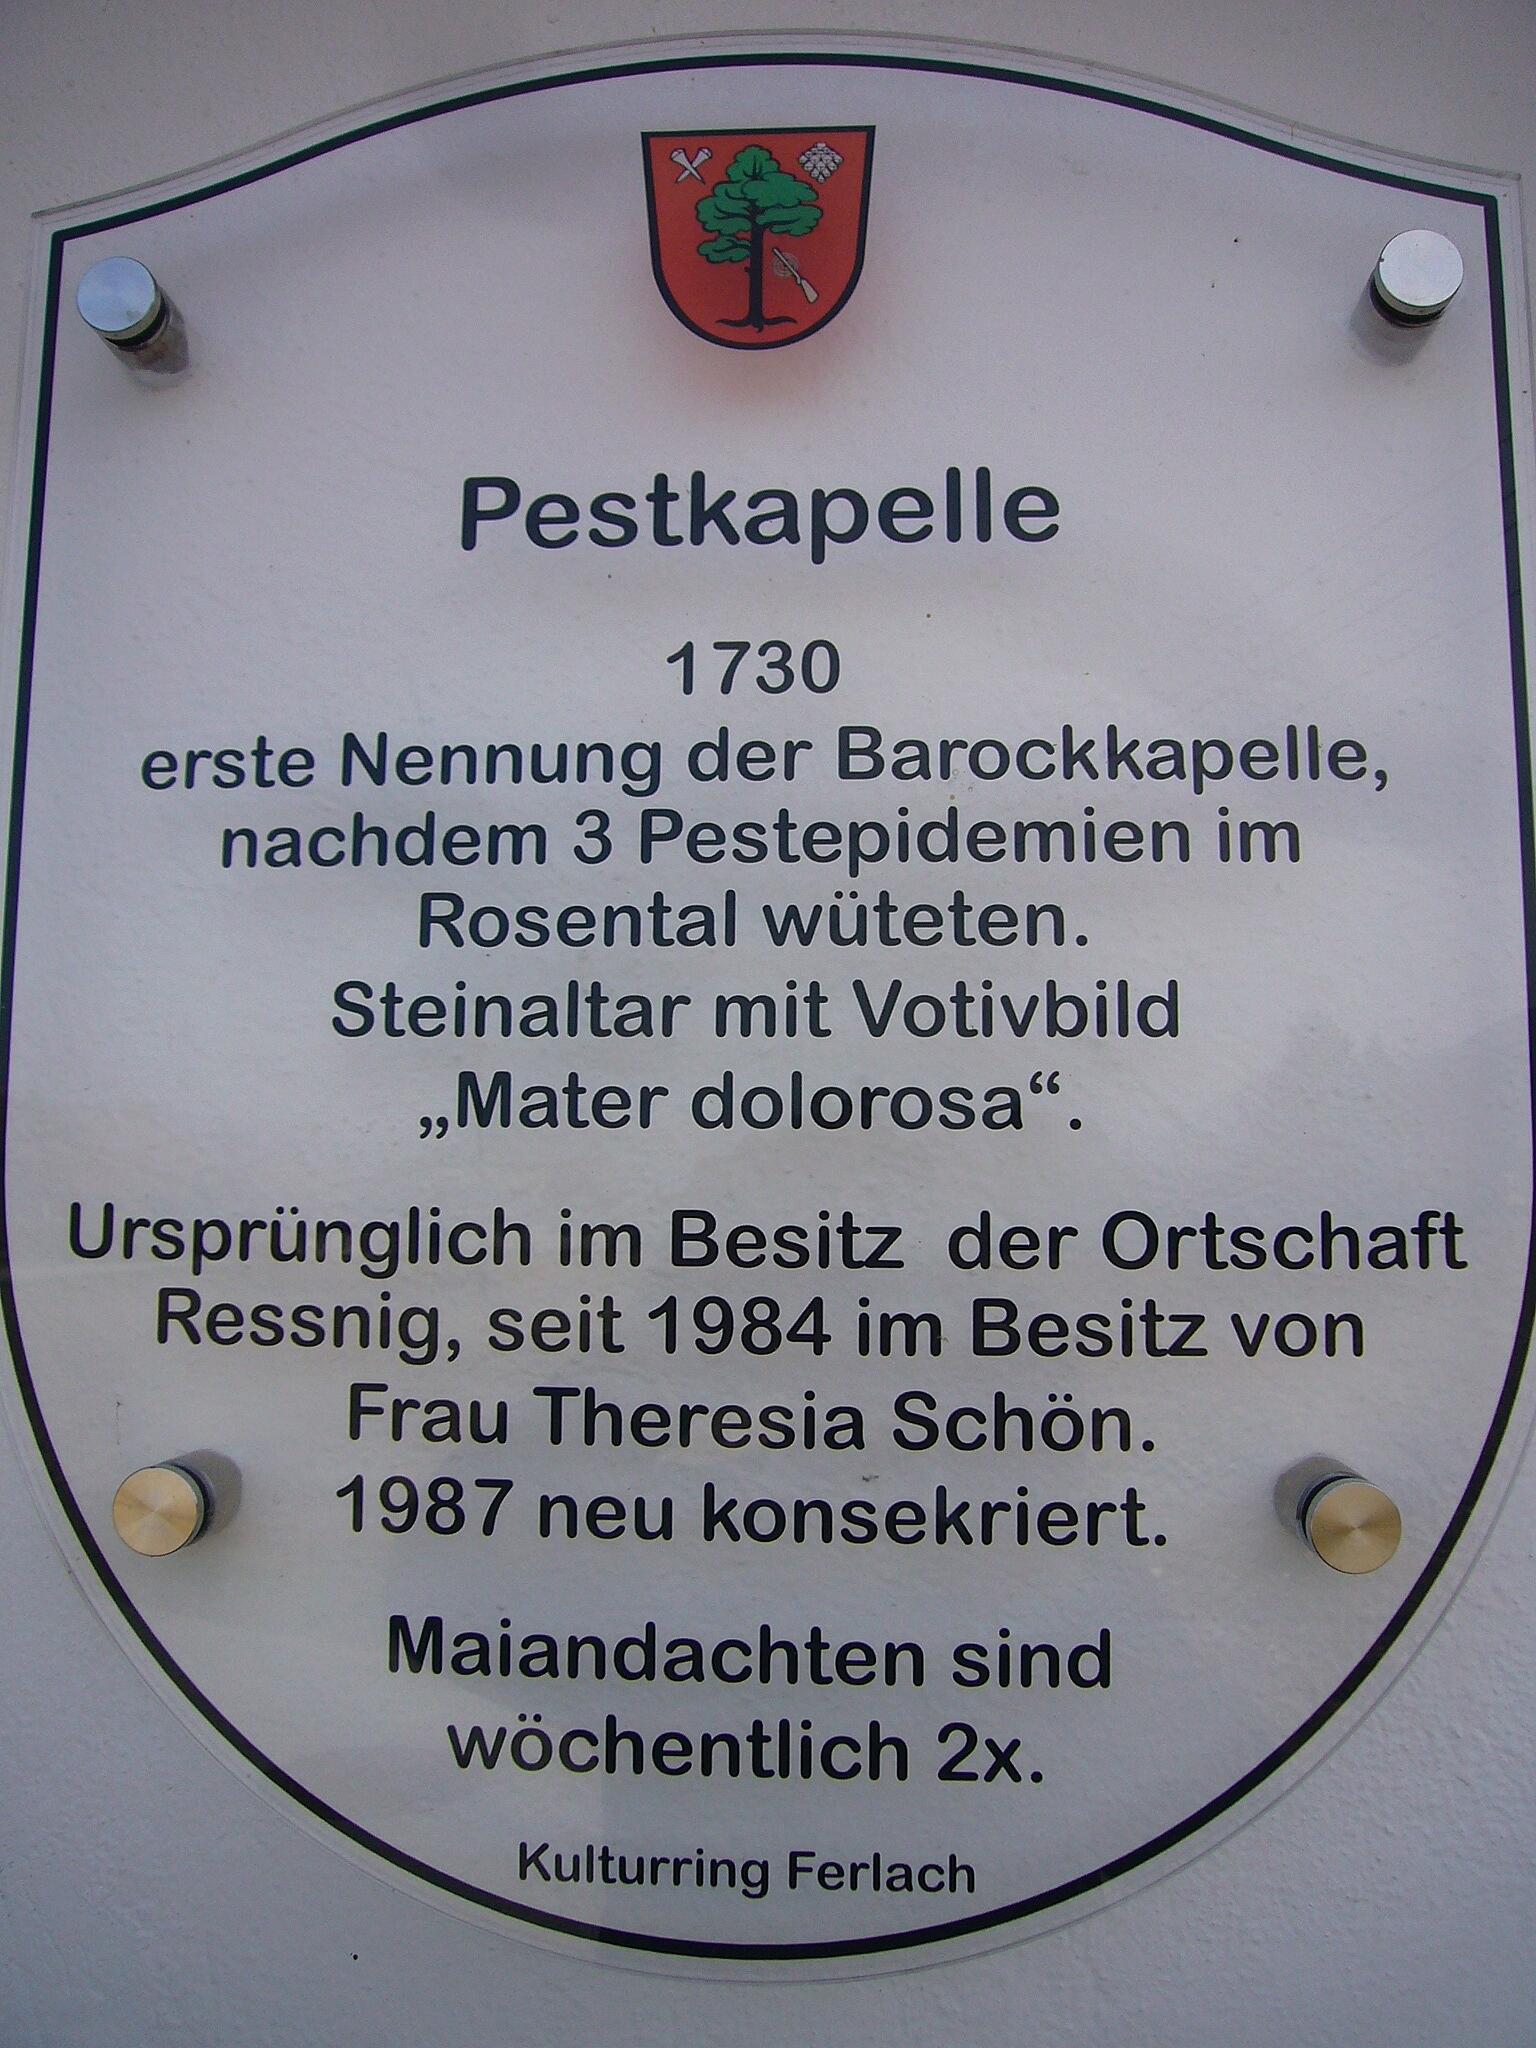 Pestkapelle
1730
erste Nennung der Barockkapelle,
nachdem 3 Pestepidemien im
Rosental wüteten.
Steinaltar mit Votivbild
„Mater dolorosa“.
Ursprünglich im Besitz der Ortschaft
Ressnig, seit 1984 im Besitz von
Frau Theresia Schön.
1987 neu konsekriert.
Maiandachten sind
wöchentlich 2x.
Kulturring Ferlach